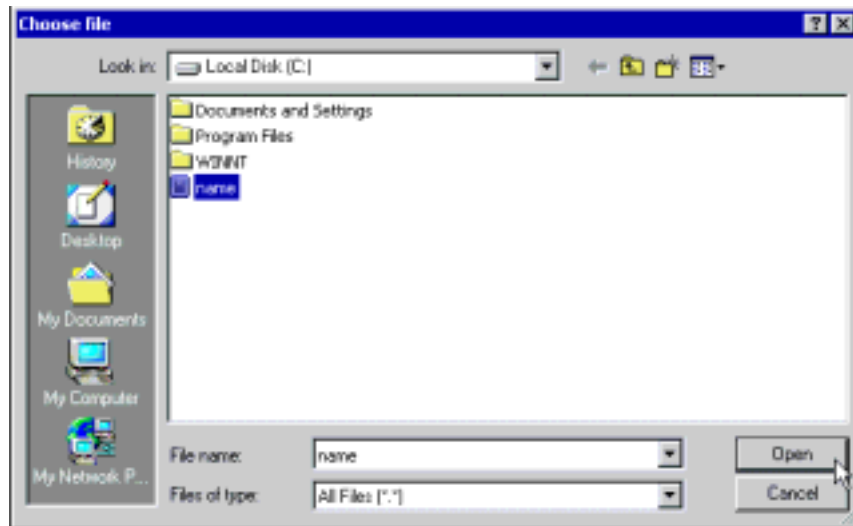 Choose file
Look in: Local Disk (C:)
History
Desktop
My Documents
My Computer
My Network P...
Documents and Settings
Program Files
WINNT
name
File name: name Open
Files of type: All Files (*.*) Cancel